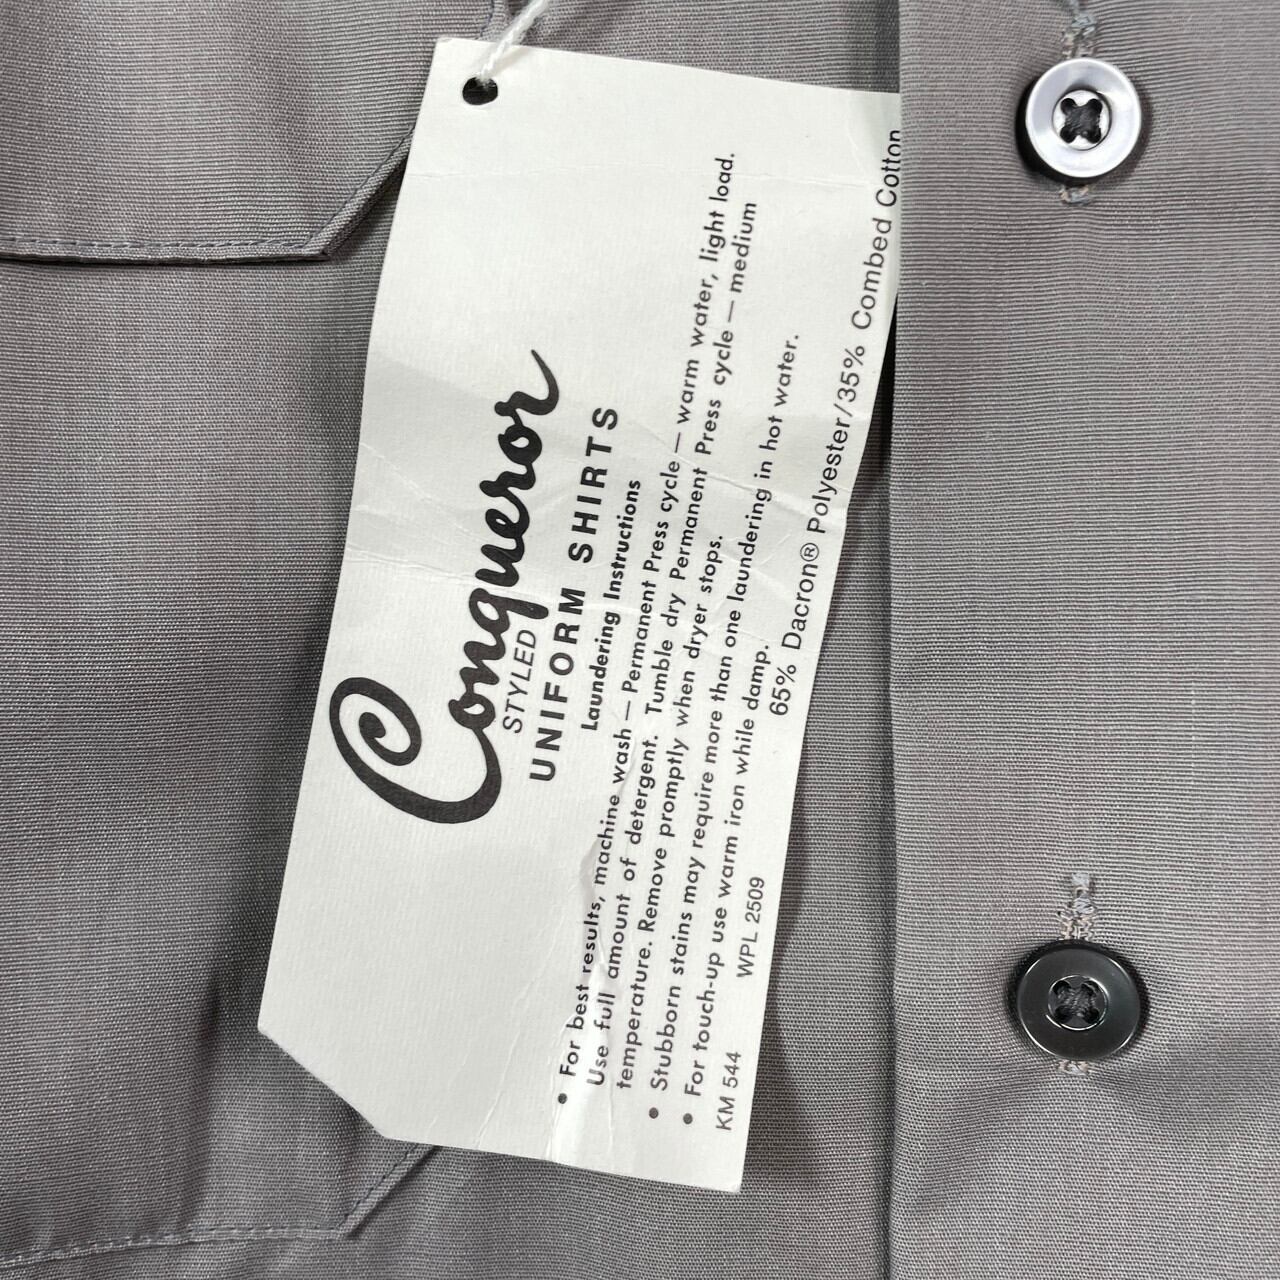 Conqueror
STYLED
UNIFORM SHIRTS
Laundering Instructions
• For best results, machine wash — Permanent Press cycle — warm water, light load.
Use full amount of detergent. Tumble dry Permanent Press cycle — medium
temperature. Remove promptly when dryer stops.
• Stubborn stains may require more than one laundering in hot water.
• For touch-up use warm iron while damp.
KM 544 WPL 2509 65% Dacron® Polyester/35% Combed Cotton